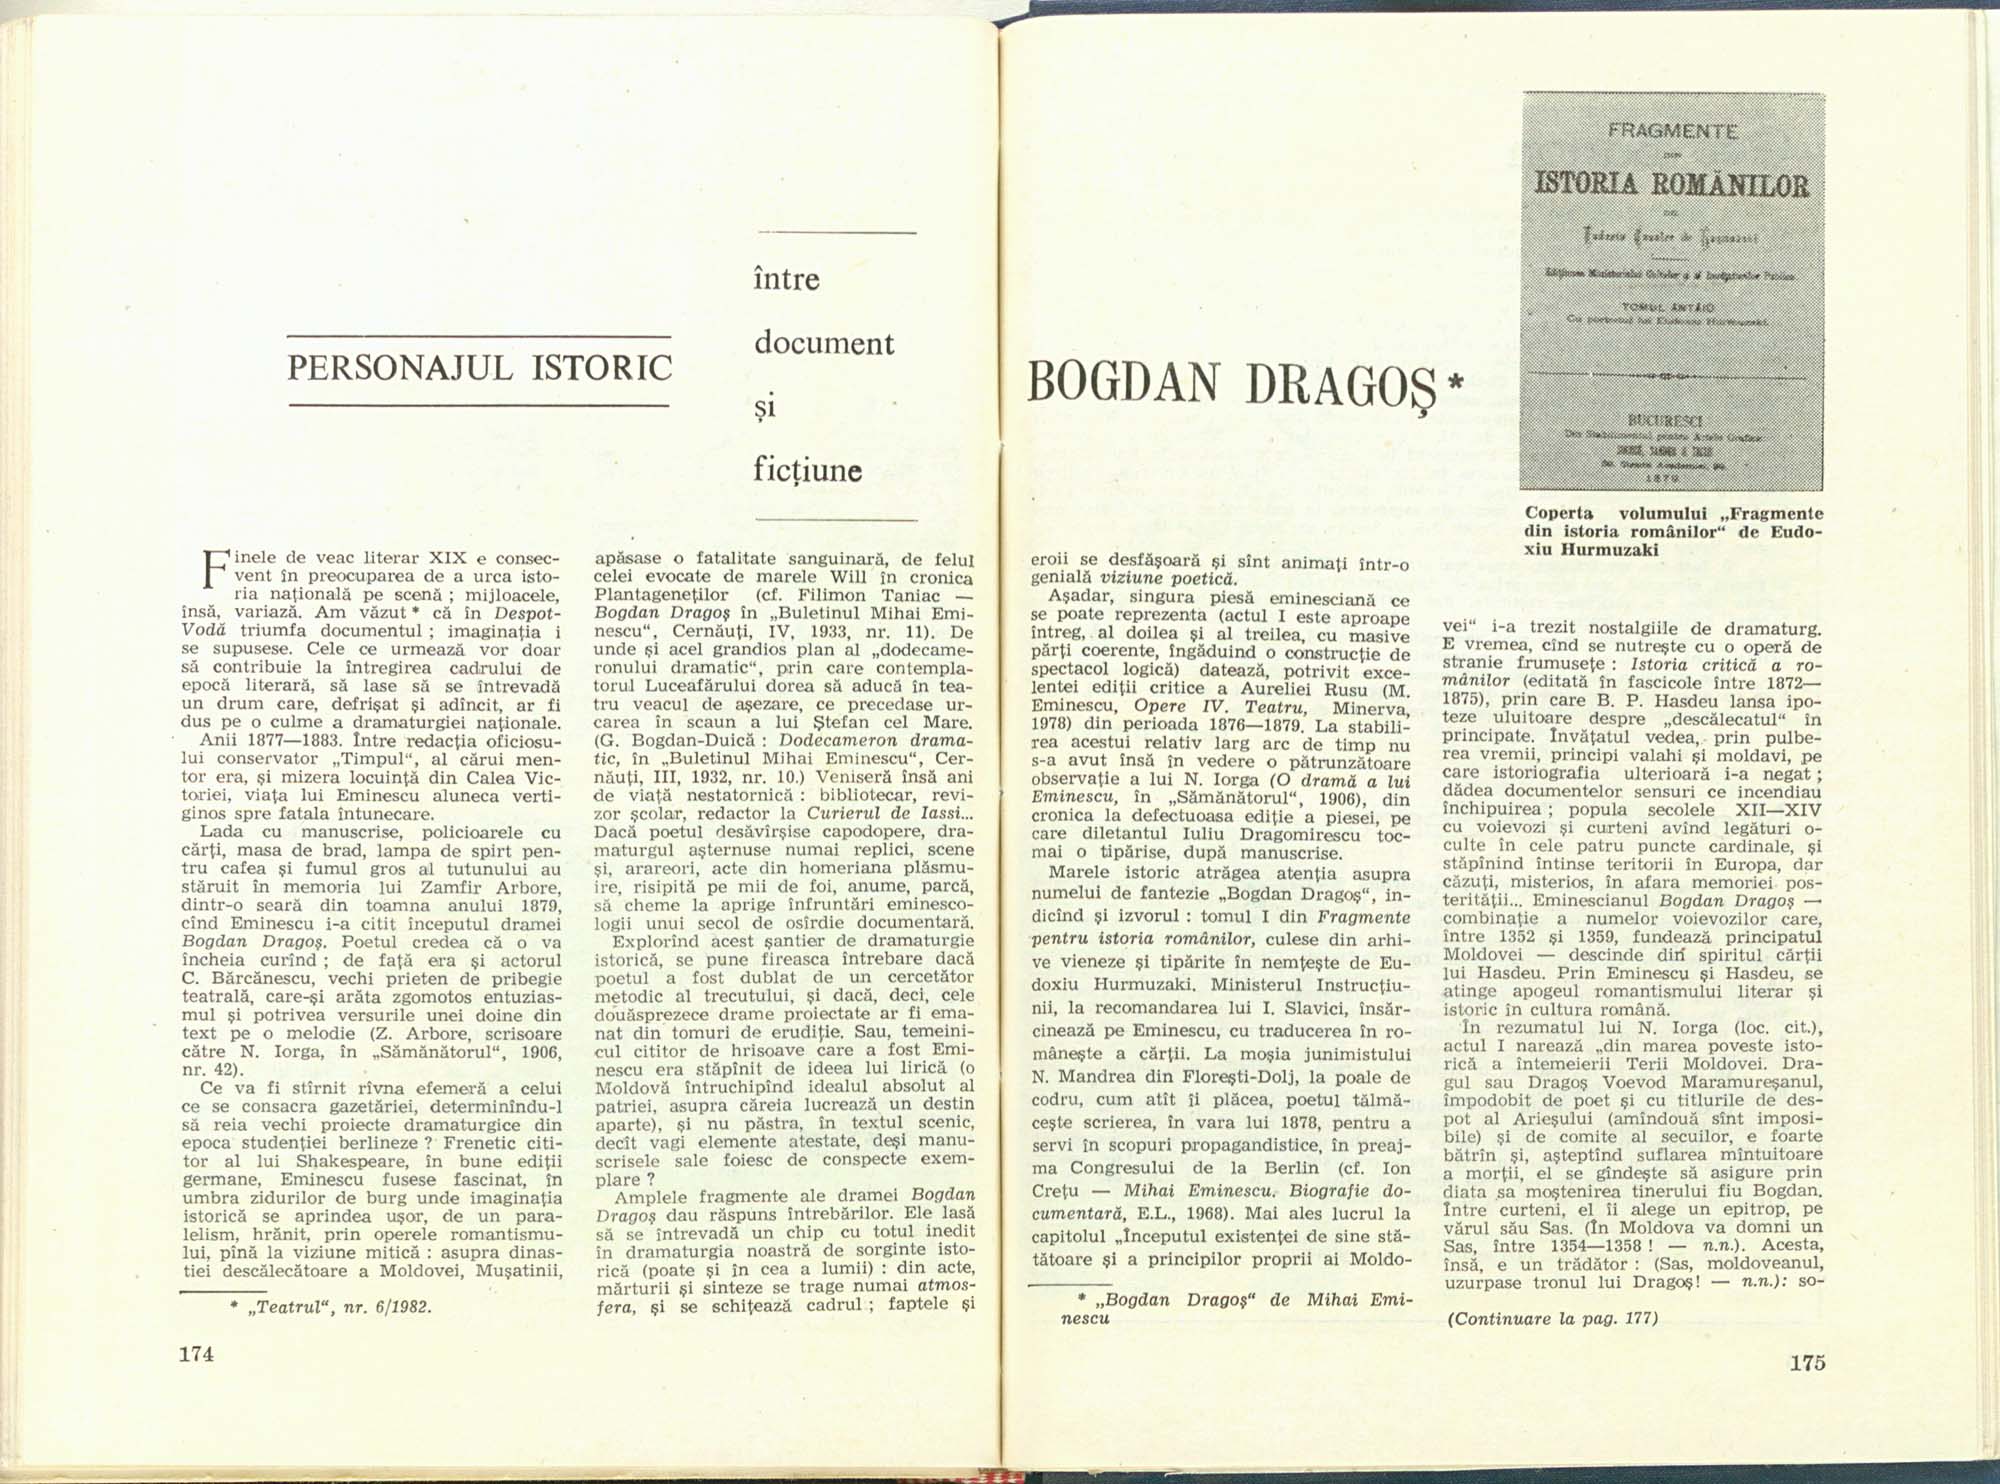 PERSONAJUL ISTORIC
între
document
și
ficțiune
Finele de veac literar XIX e consec-
vent în preocuparea de a urca isto-
ria națională pe scenă ; mijloacele,
însă, variază. Am văzut * că în Despot-
Vodă triumfa documentul ; imaginația i
se supusese. Cele ce urmează vor doar
să contribuie la întregirea cadrului de
epocă literară, să lase să se întrevadă
un drum care, defrișat și adîncit, ar fi
dus pe o culme a dramaturgiei naționale.
Anii 1877—1883. Între redacția oficiosu-
lui conservator „Timpul“, al cărui men-
tor era, și mizera locuință din Calea Vic-
toriei, viața lui Eminescu aluneca verti-
ginos spre fatala întunecare.
Lada cu manuscrise, policioarele cu
cărți, masa de brad, lampa de spirt pen-
tru cafea și fumul gros al tutunului au
stăruit în memoria lui Zamfir Arbore,
dintr-o seară din toamna anului 1879,
cînd Eminescu i-a citit începutul dramei
Bogdan Dragoș. Poetul credea că o va
încheia curînd ; de față era și actorul
C. Bărcănescu, vechi prieten de pribegie
teatrală, care-și arăta zgomotos entuzias-
mul și potrivea versurile unei doine din
text pe o melodie (Z. Arbore, scrisoare
către N. Iorga, în „Sămănătorul“, 1906,
nr. 42).
Ce va fi stîrnit rîvna efemeră a celui
ce se consacra gazetăriei, determinîndu-l
să reia vechi proiecte dramaturgice din
epoca studenției berlineze ? Frenetic citi-
tor al lui Shakespeare, în bune ediții
germane, Eminescu fusese fascinat, în
umbra zidurilor de burg unde imaginația
istorică se aprindea ușor, de un para-
lelism, hrănit, prin operele romantismu-
lui, pînă la viziune mitică : asupra dinas-
tiei descălecătoare a Moldovei, Mușatinii,
* „Teatrul“, nr. 6/1982.
174
apăsase o fatalitate sanguinară, de felul
celei evocate de marele Will în cronica
Plantageneților (cf. Filimon Taniac —
Bogdan Dragoș în „Buletinul Mihai Emi-
nescu“, Cernăuți, IV, 1933, nr. 11). De
unde și acel grandios plan al „dodecame-
ronului dramatic“, prin care contempla-
torul Luceafărului dorea să aducă în tea-
tru veacul de așezare, ce precedase ur-
carea în scaun a lui Ștefan cel Mare.
(G. Bogdan-Duică : Dodecameron drama-
tic, în „Buletinul Mihai Eminescu“, Cer-
năuți, III, 1932, nr. 10.) Veniseră însă ani
de viață nestatornică : bibliotecar, revi-
zor școlar, redactor la Curierul de Iassi...
Dacă poetul desăvîrșise capodopere, dra-
maturgul așternuse numai replici, scene
și, arareori, acte din homeriana plăsmu-
ire, risipită pe mii de foi, anume, parcă,
să cheme la aprige înfruntări eminesco-
logii unui secol de osîrdie documentară.
Explorînd acest șantier de dramaturgie
istorică, se pune fireasca întrebare dacă
poetul a fost dublat de un cercetător
metodic al trecutului, și dacă, deci, cele
douăsprezece drame proiectate ar fi ema-
nat din tomuri de erudiție. Sau, temeini-
cul cititor de hrisoave care a fost Emi-
nescu era stăpînit de ideea lui lirică (o
Moldovă întruchipînd idealul absolut al
patriei, asupra căreia lucrează un destin
aparte), și nu păstra, în textul scenic,
decît vagi elemente atestate, deși manu-
scrisele sale foiesc de conspecte exem-
plare ?
Amplele fragmente ale dramei Bogdan
Dragoș dau răspuns întrebărilor. Ele lasă
să se întrevadă un chip cu totul inedit
în dramaturgia noastră de sorginte isto-
rică (poate și în cea a lumii) : din acte,
mărturii și sinteze se trage numai atmos-
fera, și se schițează cadrul ; faptele și
BOGDAN DRAGOȘ*
FRAGMENTE
DIN
ISTORIA ROMÂNILOR
DE
Eudoxiu Cavaler de Hurmuzaki
Edițiunea Ministeriului Cultelor și al Învățăturilor Publice
TOMUL ÂNTÂIO
Cu portretul lui Eudoxiu Hurmuzaki.
BUCURESCI
Din Stabilimentul pentru Artele Grafice
SOCECŬ, SANDER & TECLU
1879
Coperta volumului „Fragmente
din istoria românilor“ de Eudo-
xiu Hurmuzaki
eroii se desfășoară și sînt animați într-o
genială viziune poetică.
Așadar, singura piesă eminesciană ce
se poate reprezenta (actul I este aproape
întreg, al doilea și al treilea, cu masive
părți coerente, îngăduind o construcție de
spectacol logică) datează, potrivit exce-
lentei ediții critice a Aureliei Rusu (M.
Eminescu, Opere IV. Teatru, Minerva,
1978) din perioada 1876—1879. La stabili-
rea acestui relativ larg arc de timp nu
s-a avut însă în vedere o pătrunzătoare
observație a lui N. Iorga (O dramă a lui
Eminescu, în „Sămănătorul“, 1906), din
cronica la defectuoasa ediție a piesei, pe
care diletantul Iuliu Dragomirescu toc-
mai o tipărise, după manuscrise.
Marele istoric atrăgea atenția asupra
numelui de fantezie „Bogdan Dragoș“, in-
dicînd și izvorul : tomul I din Fragmente
pentru istoria românilor, culese din arhi-
ve vieneze și tipărite în nemțește de Eu-
doxiu Hurmuzaki. Ministerul Instrucțiu-
nii, la recomandarea lui I. Slavici, însăr-
cinează pe Eminescu, cu traducerea în ro-
mânește a cărții. La moșia junimistului
N. Mandrea din Florești-Dolj, la poale de
codru, cum atît îi plăcea, poetul tălmă-
cește scrierea, în vara lui 1878, pentru a
servi în scopuri propagandistice, în preaj-
ma Congresului de la Berlin (cf. Ion
Crețu — Mihai Eminescu. Biografie do-
cumentară, E.L., 1968). Mai ales lucrul la
capitolul „Începutul existenței de sine stă-
tătoare și a principilor proprii ai Moldo-
* „Bogdan Dragoș“ de Mihai Emi-
nescu
vei“ i-a trezit nostalgiile de dramaturg.
E vremea, cînd se nutrește cu o operă de
stranie frumusețe : Istoria critică a ro-
mânilor (editată în fascicole între 1872—
1875), prin care B. P. Hasdeu lansa ipo-
teze uluitoare despre „descălecatul“ în
principate. Învățatul vedea, prin pulbe-
rea vremii, principi valahi și moldavi, pe
care istoriografia ulterioară i-a negat ;
dădea documentelor sensuri ce incendiau
închipuirea ; popula secolele XII—XIV
cu voievozi și curteni avînd legături o-
culte în cele patru puncte cardinale, și
stăpînind întinse teritorii în Europa, dar
căzuți, misterios, în afara memoriei pos-
terității... Eminescianul Bogdan Dragoș —
combinație a numelor voievozilor care,
între 1352 și 1359, fundează principatul
Moldovei — descinde din spiritul cărții
lui Hasdeu. Prin Eminescu și Hasdeu, se
atinge apogeul romantismului literar și
istoric în cultura română.
În rezumatul lui N. Iorga (loc. cit.),
actul I narează „din marea poveste isto-
rică a întemeierii Terii Moldovei. Dra-
gul sau Dragoș Voevod Maramureșanul,
împodobit de poet și cu titlurile de des-
pot al Arieșului (amîndouă sînt imposi-
bile) și de comite al secuilor, e foarte
bătrîn și, așteptînd suflarea mîntuitoare
a morții, el se gîndește să asigure prin
diata sa moștenirea tinerului fiu Bogdan.
Între curteni, el îi alege un epitrop, pe
vărul său Sas. (În Moldova va domni un
Sas, între 1354—1358 ! — n.n.). Acesta,
însă, e un trădător : (Sas, moldoveanul,
uzurpase tronul lui Dragoș! — n.n.): so-
(Continuare la pag. 177)
175